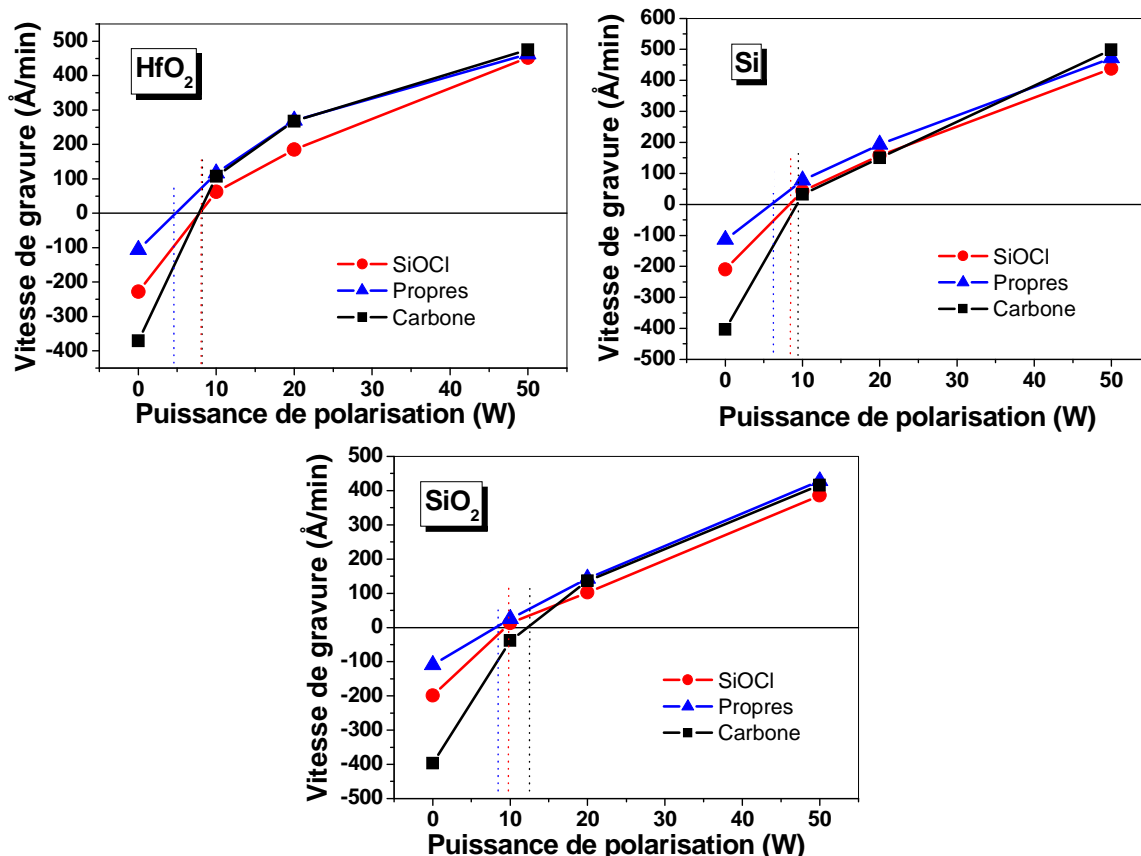 HfO2
Vitesse de gravure (Å/min)
500
400
300
200
100
0
-100
-200
-300
-400
SiOCl
Propres
Carbone
0 10 20 30 40 50
Puissance de polarisation (W)
Si
Vitesse de gravure (Å/min)
600
500
400
300
200
100
0
-100
-200
-300
-400
-500
SiOCl
Propres
Carbone
0 10 20 30 40 50
Puissance de polarisation (W)
SiO2
Vitesse de gravure (Å/min)
500
400
300
200
100
0
-100
-200
-300
-400
-500
SiOCl
Propres
Carbone
0 10 20 30 40 50
Puissance de polarisation (W)